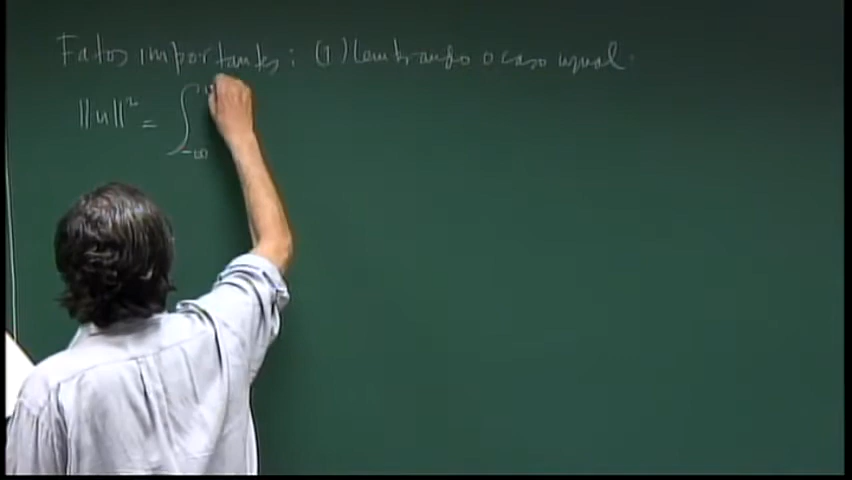 Fatos importantes: (1) Lembrando o caso usual:
||u||² = ∫_{-∞}^{∞}